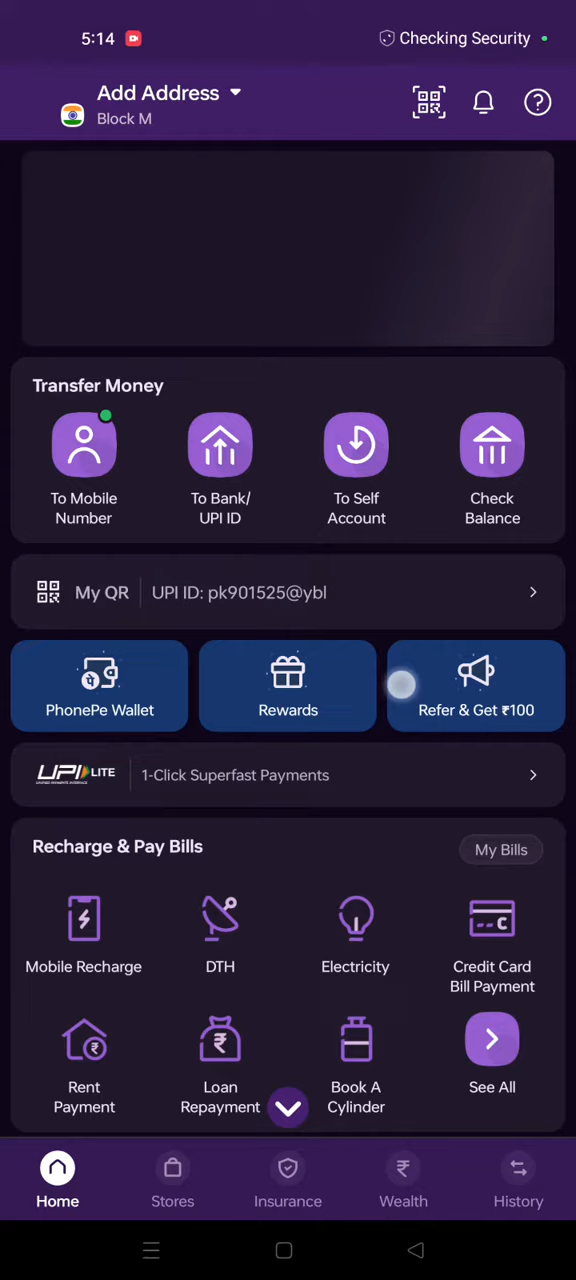 5:14
Checking Security
Add Address
Block M
Transfer Money
To Mobile
Number
To Bank/
UPI ID
To Self
Account
Check
Balance
My QR
UPI ID: pk901525@ybl
PhonePe Wallet
Rewards
Refer & Get ₹100
UPI LITE
1-Click Superfast Payments
Recharge & Pay Bills
My Bills
Mobile Recharge
DTH
Electricity
Credit Card
Bill Payment
Rent
Payment
Loan
Repayment
Book A
Cylinder
See All
Home
Stores
Insurance
Wealth
History